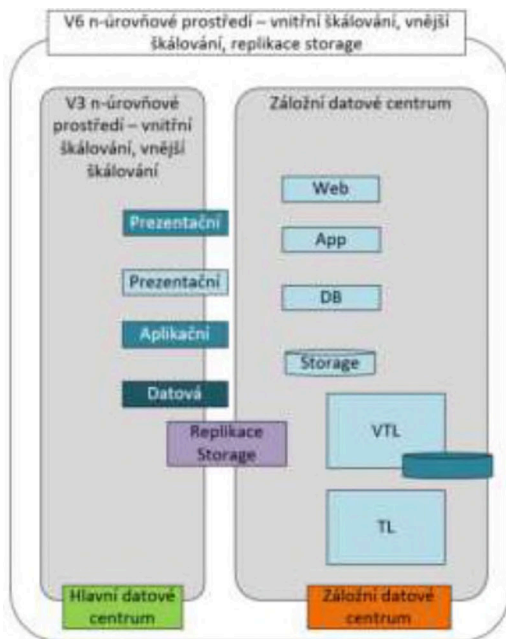 V6 n-úrovňové prostředí – vnitřní škálování, vnější
škálování, replikace storage
V3 n-úrovňové
prostředí – vnitřní
škálování, vnější
škálování
Záložní datové centrum
Web
Prezentační
App
Prezentační
DB
Aplikační
Storage
Datová
Replikace
Storage
VTL
TL
Hlavní datové
centrum
Záložní datové
centrum